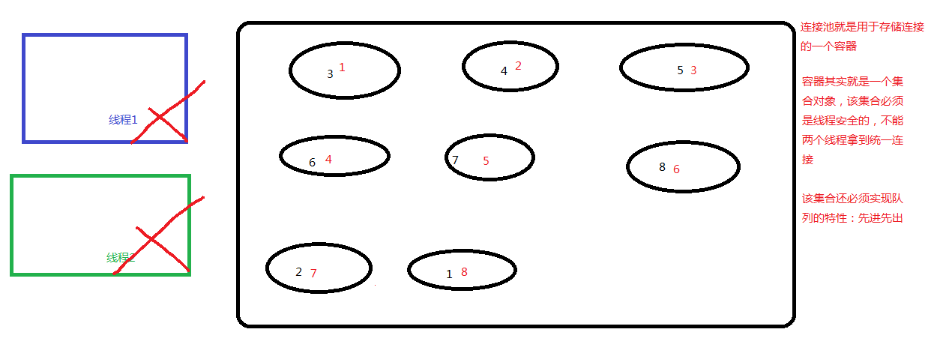 连接池就是用于存储连接
的一个容器
3 1
4 2
5 3
容器其实就是一个集
合对象，该集合必须
是线程安全的，不能
两个线程拿到统一连
接
线程1
6 4
7 5
8 6
该集合还必须实现队
列的特性：先进先出
线程2
2 7
1 8